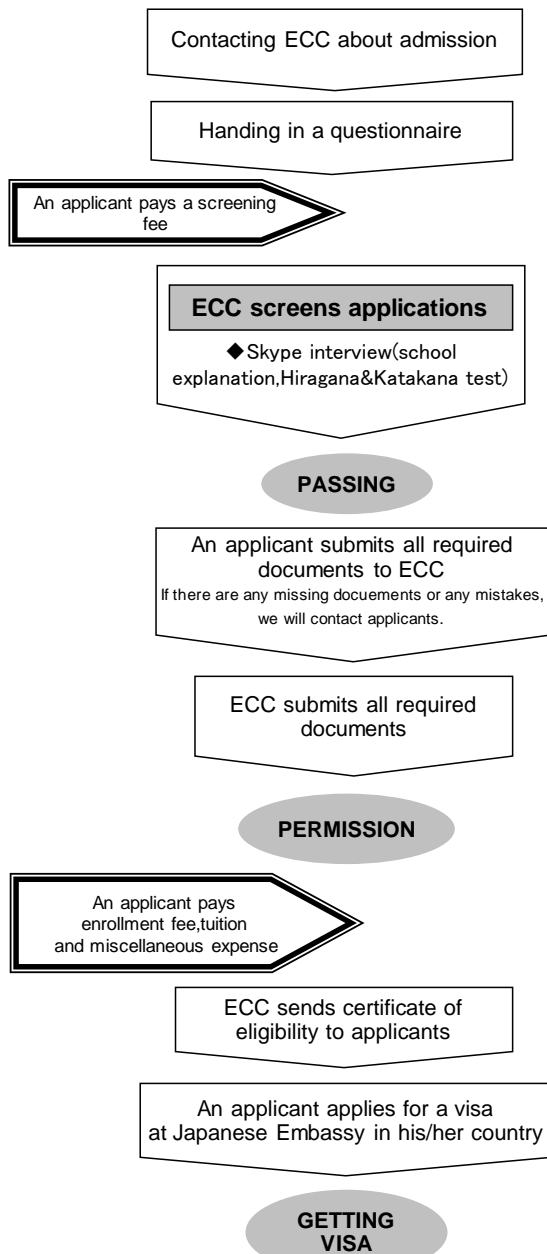 Contacting ECC about admission
Handing in a questionnaire
An applicant pays a screening
fee
ECC screens applications
◆Skype interview(school
explanation,Hiragana&Katakana test)
PASSING
An applicant submits all required
documents to ECC
If there are any missing docuements or any mistakes,
we will contact applicants.
ECC submits all required
documents
PERMISSION
An applicant pays
enrollment fee,tuition
and miscellaneous expense
ECC sends certificate of
eligibility to applicants
An applicant applies for a visa
at Japanese Embassy in his/her country
GETTING
VISA